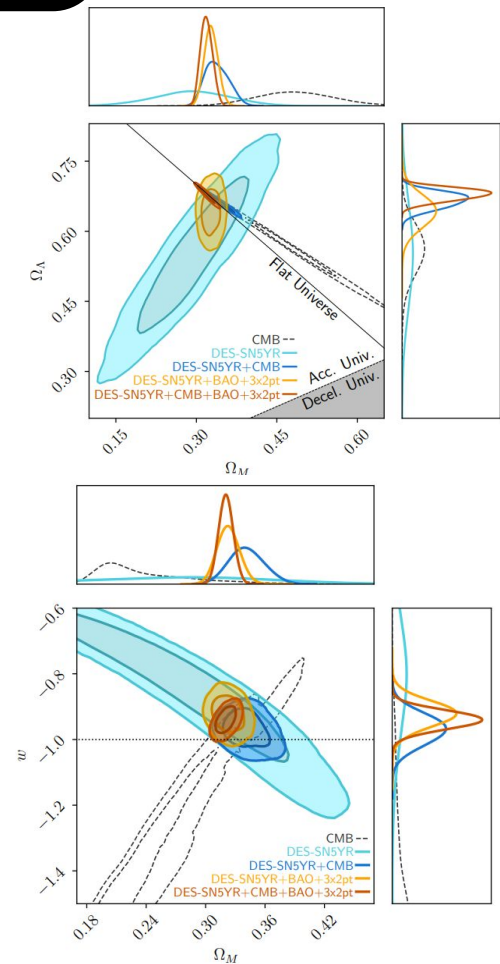 0.75
0.60
0.45
0.30
Ω_Λ
Flat Universe
CMB
DES-SN5YR
DES-SN5YR+CMB
DES-SN5YR+BAO+3x2pt
DES-SN5YR+CMB+BAO+3x2pt
Acc. Univ.
Decel. Univ.
0.15
0.30
0.45
0.60
Ω_M
−0.6
−0.8
−1.0
−1.2
−1.4
w
CMB
DES-SN5YR
DES-SN5YR+CMB
DES-SN5YR+BAO+3x2pt
DES-SN5YR+CMB+BAO+3x2pt
0.18
0.24
0.30
0.36
0.42
Ω_M